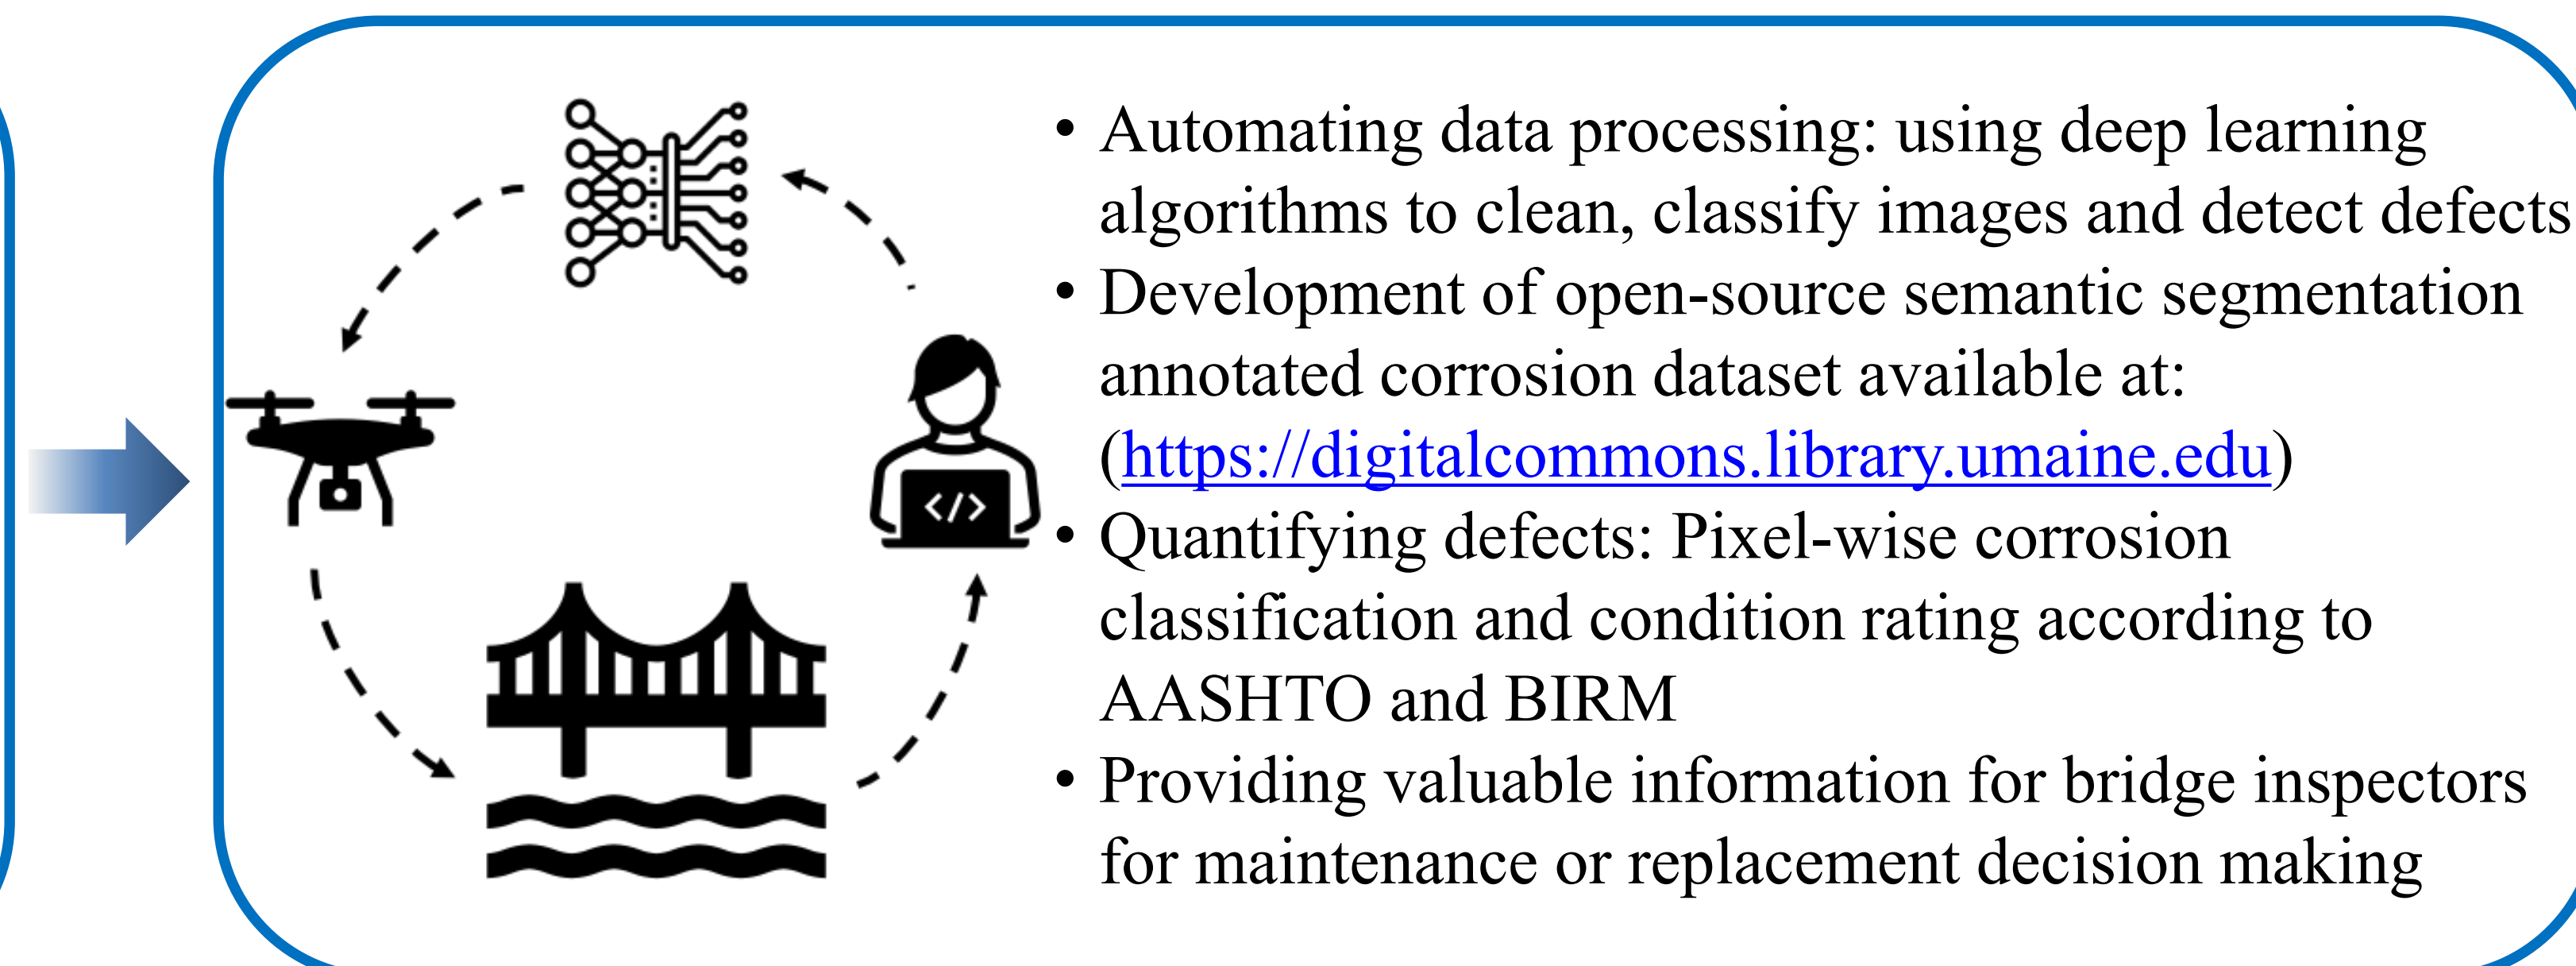 </>
• Automating data processing: using deep learning
algorithms to clean, classify images and detect defects
• Development of open-source semantic segmentation
annotated corrosion dataset available at:
(https://digitalcommons.library.umaine.edu)
• Quantifying defects: Pixel-wise corrosion
classification and condition rating according to
AASHTO and BIRM
• Providing valuable information for bridge inspectors
for maintenance or replacement decision making